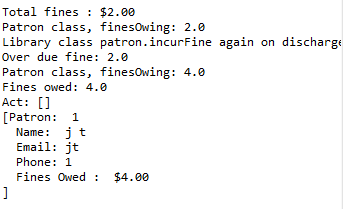 Total fines : $2.00
Patron class, finesOwing: 2.0
Library class patron.incurFine again on discharge
Over due fine: 2.0
Patron class, finesOwing: 4.0
Fines owed: 4.0
Act: []
[Patron:  1
  Name:  j t
  Email: jt
  Phone: 1
  Fines Owed :  $4.00
]